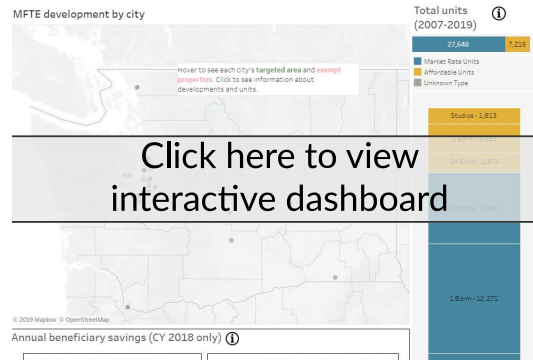 MFTE development by city
Total units
(2007-2019)
27,648 7,218
Market Rate Units
Affordable Units
Unknown Type
Hover to see each city's targeted area and exempt
properties. Click to see information about
developments and units.
Studios - 1,813
Click here to view
interactive dashboard
1 Bdrm - 12,271
© 2019 Mapbox © OpenStreetMap
Annual beneficiary savings (CY 2018 only)